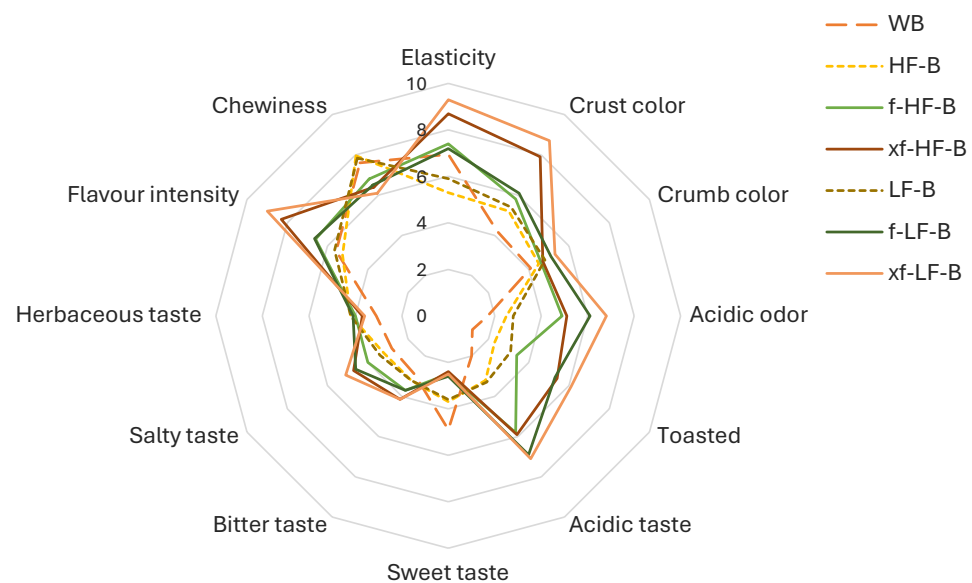 WB
HF-B
f-HF-B
xf-HF-B
LF-B
f-LF-B
xf-LF-B
Elasticity
Crust color
Crumb color
Acidic odor
Toasted
Acidic taste
Sweet taste
Bitter taste
Salty taste
Herbaceous taste
Flavour intensity
Chewiness
10
8
6
4
2
0